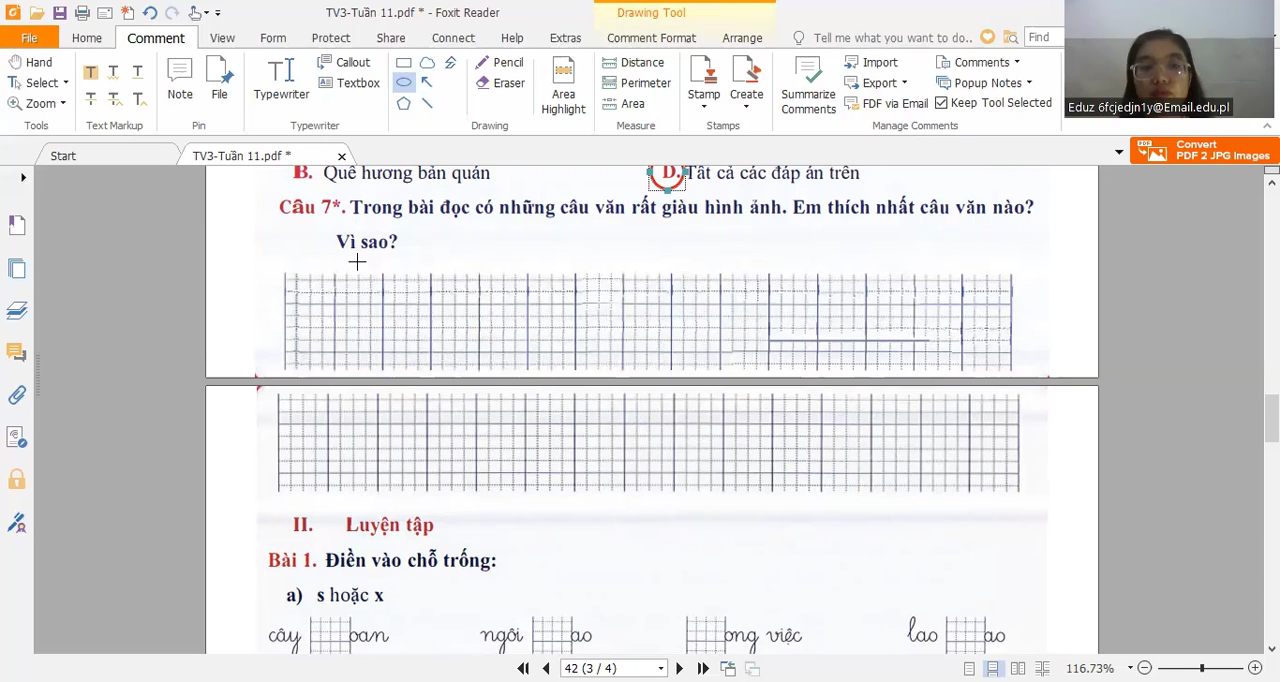 TV3-Tuần 11.pdf * - Foxit Reader
Drawing Tool
File Home Comment View Form Protect Share Connect Help Extras Comment Format Arrange Tell me what you want to do.. Find
Hand
Select
Zoom
Tools
Text Markup
Note
File
Pin
Typewriter
Callout
Textbox
Typewriter
Pencil
Eraser
Drawing
Area Highlight
Distance
Perimeter
Area
Measure
Stamp
Create
Stamps
Summarize Comments
Import
Export
FDF via Email
Comments
Popup Notes
Keep Tool Selected
Manage Comments
Eduz 6fcjedjn1y@Email.edu.pl
Start
TV3-Tuần 11.pdf *
Convert
PDF 2 JPG Images
B. Quê hương bản quán
D. Tất cả các đáp án trên
Câu 7*. Trong bài đọc có những câu văn rất giàu hình ảnh. Em thích nhất câu văn nào?
Vì sao?
II. Luyện tập
Bài 1. Điền vào chỗ trống:
a) s hoặc x
cây oan ngôi ao ong việc lao ao
42 (3 / 4)
116.73%